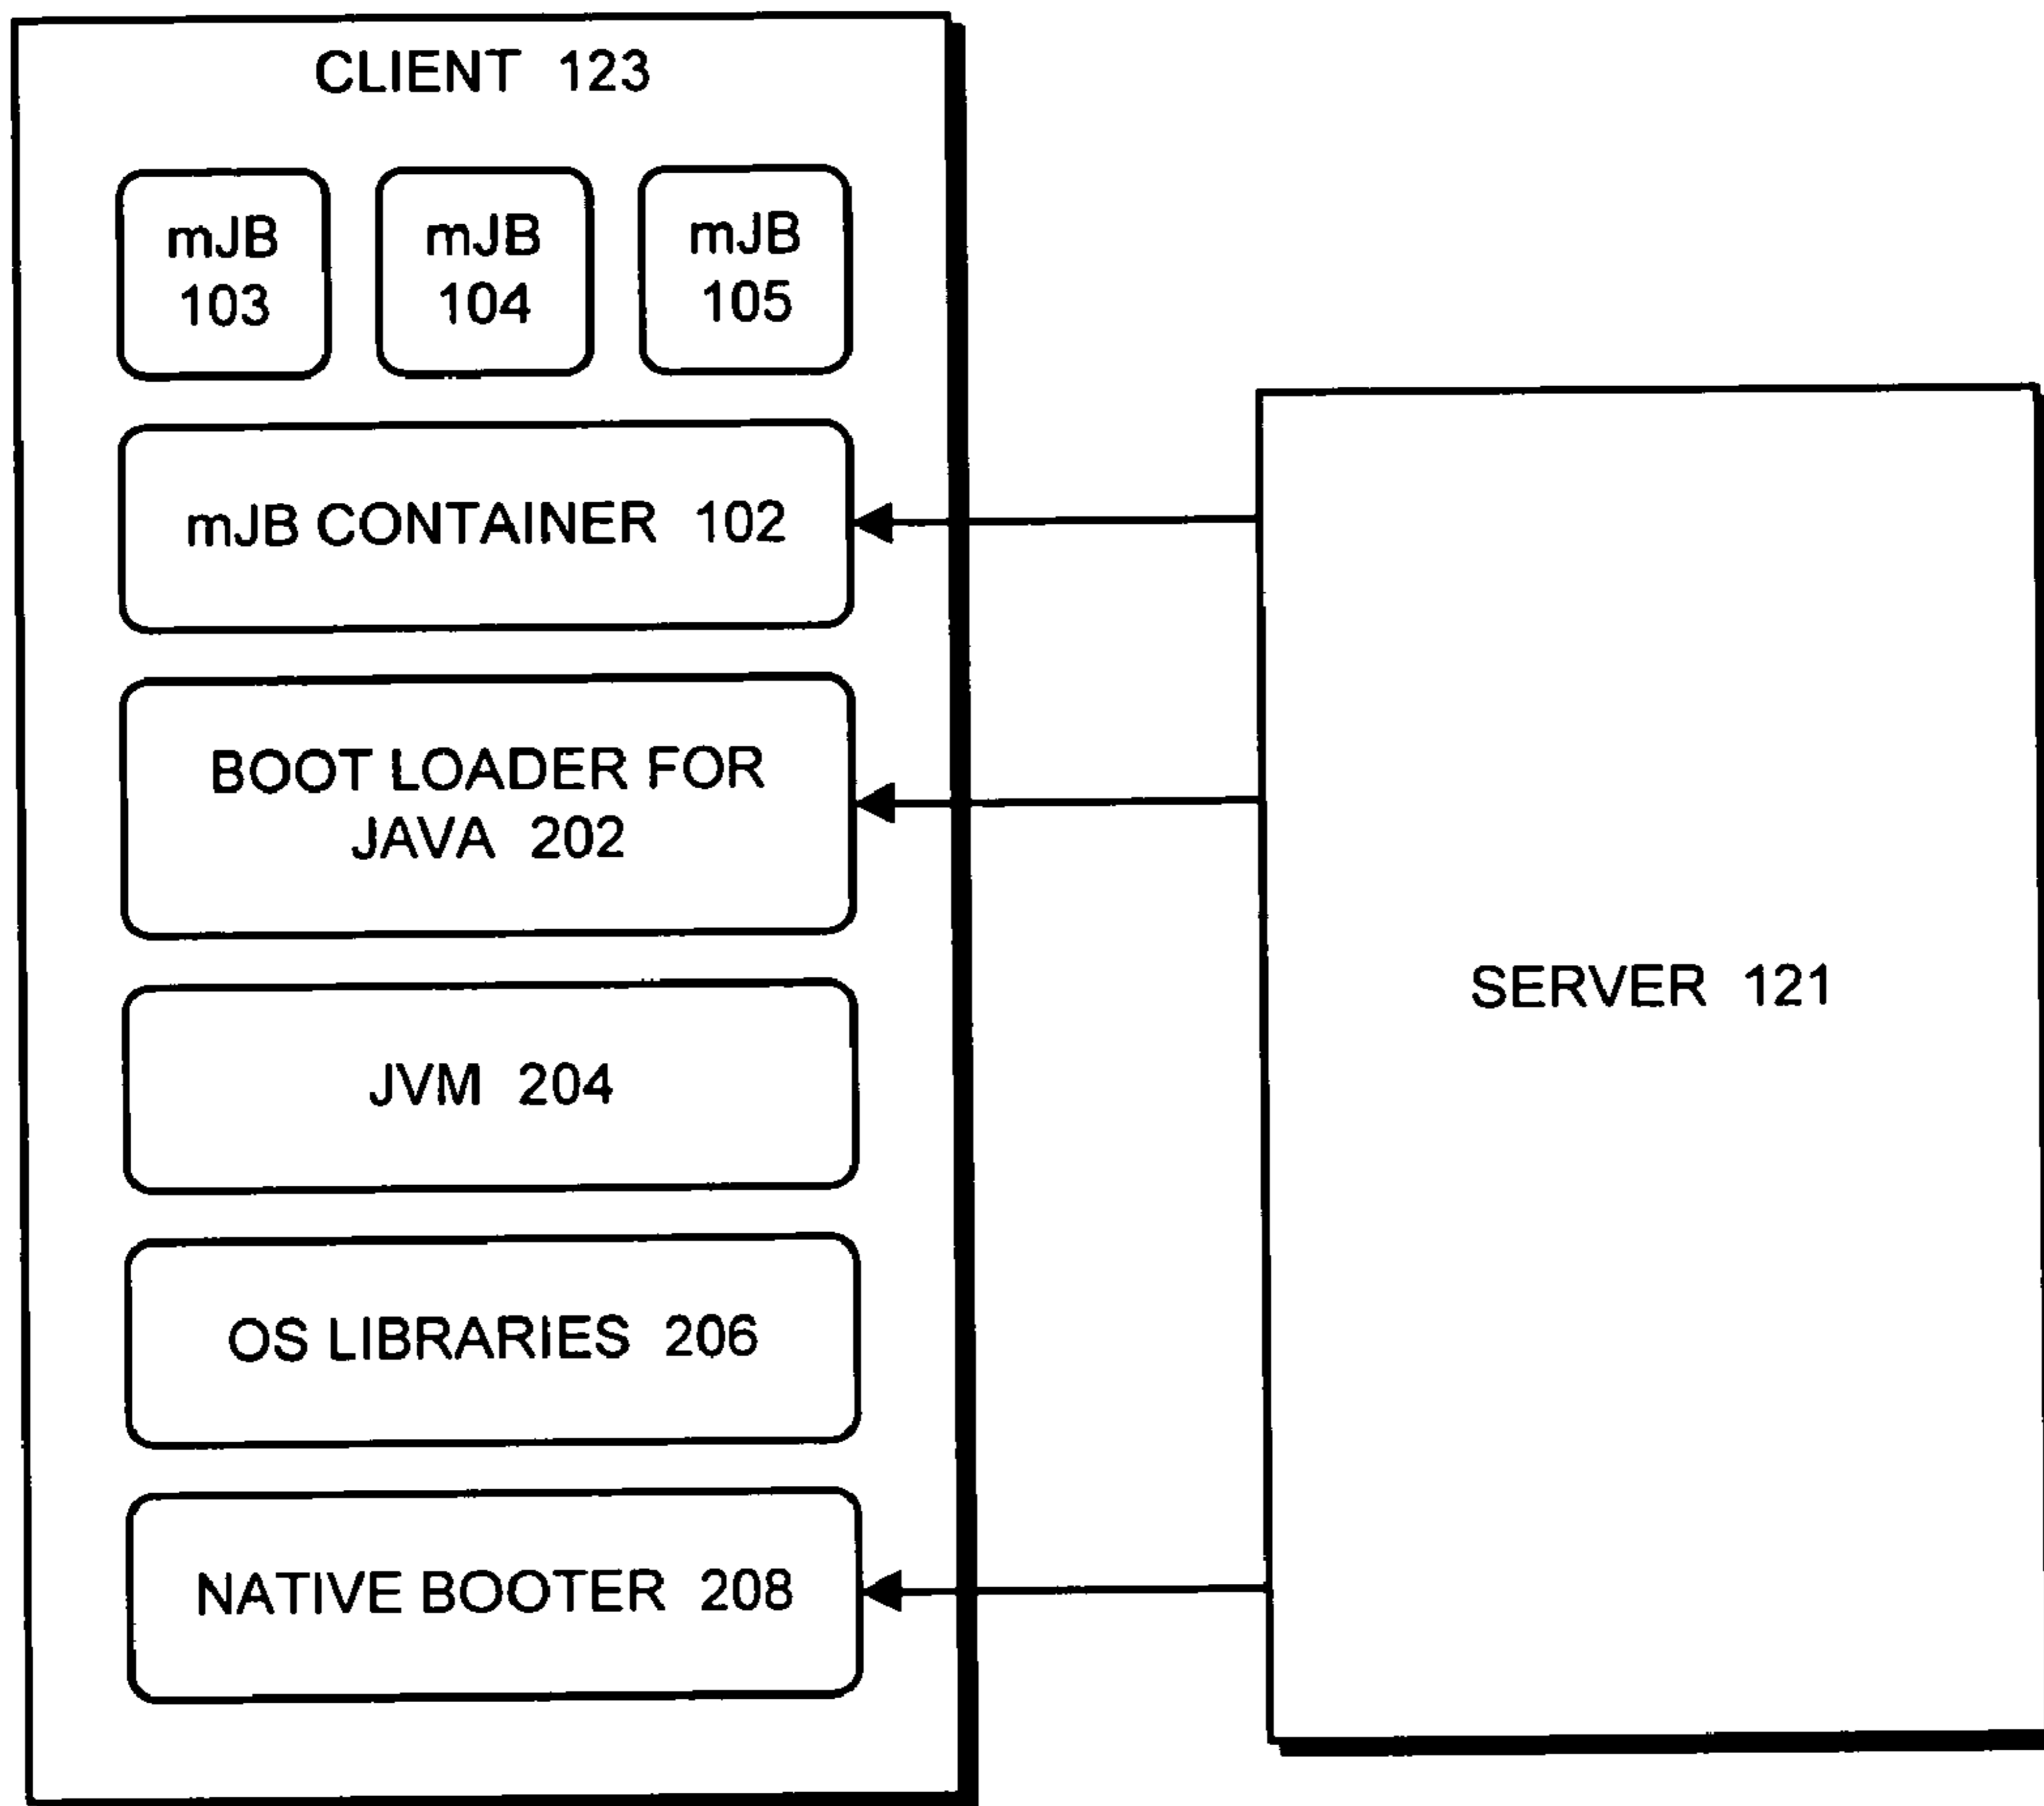 CLIENT 123
mJB
103
mJB
104
mJB
105
mJB CONTAINER 102
BOOT LOADER FOR
JAVA 202
JVM 204
OS LIBRARIES 206
NATIVE BOOTER 208
SERVER 121